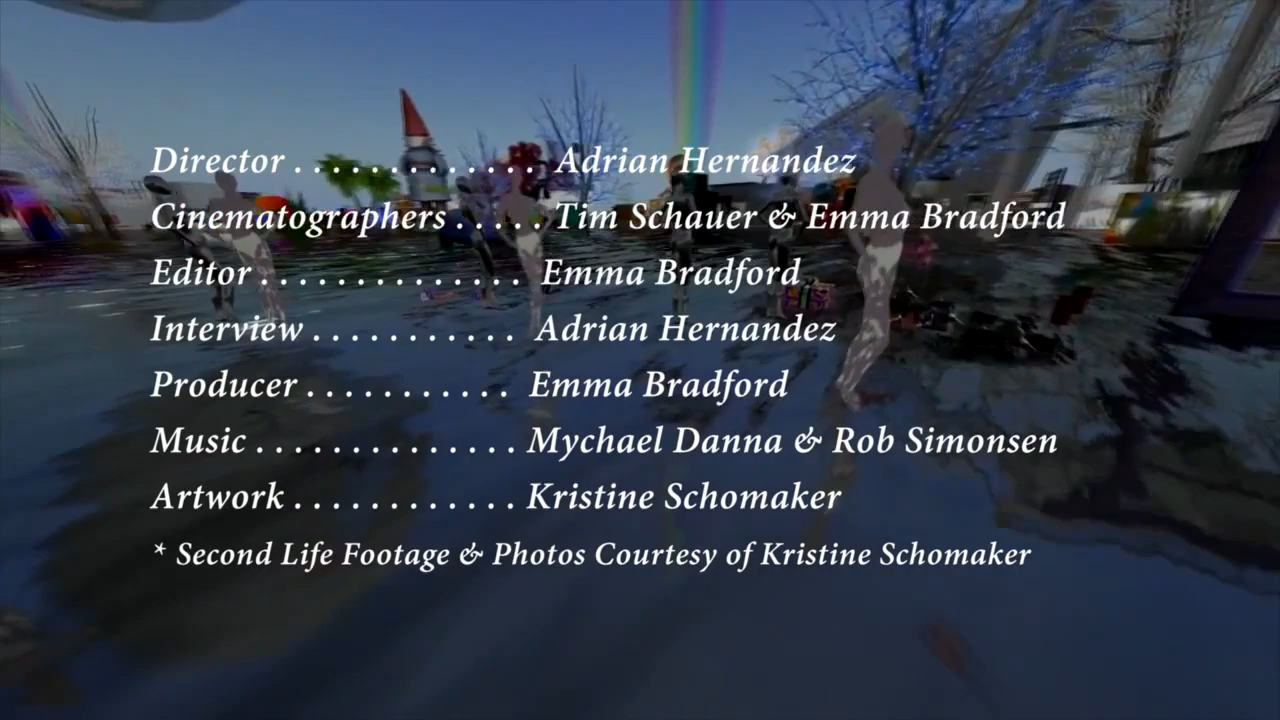 Director . . . . . . . . . . . . . Adrian Hernandez
Cinematographers . . . . . Tim Schauer & Emma Bradford
Editor . . . . . . . . . . . . . . Emma Bradford
Interview . . . . . . . . . . . Adrian Hernandez
Producer . . . . . . . . . . . Emma Bradford
Music . . . . . . . . . . . . . . Mychael Danna & Rob Simonsen
Artwork . . . . . . . . . . . . Kristine Schomaker
* Second Life Footage & Photos Courtesy of Kristine Schomaker